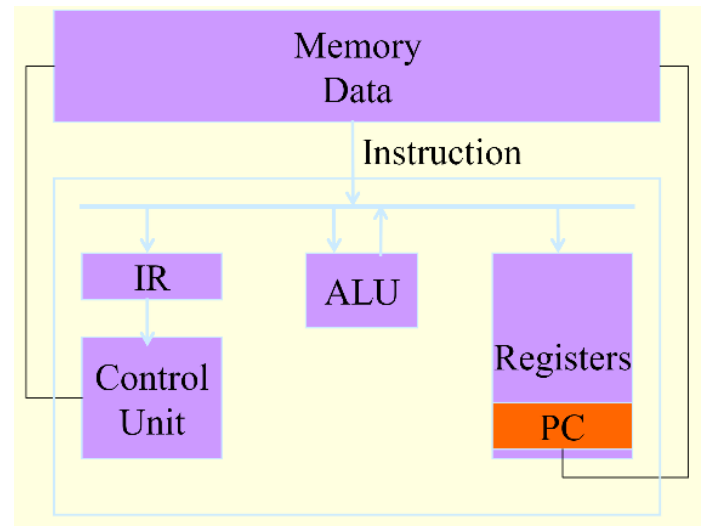 Memory
Data
Instruction
IR
ALU
Registers
Control
Unit
PC